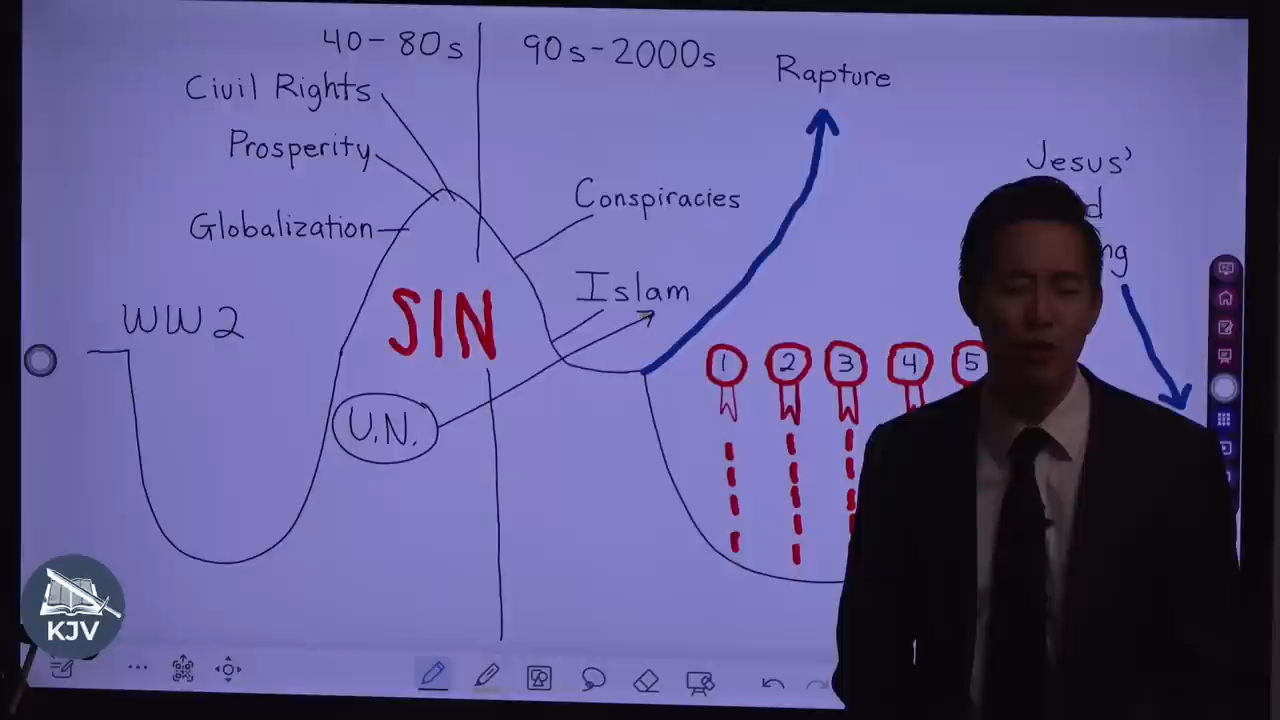 40-80s
90s-2000s
Civil Rights
Rapture
Prosperity
Jesus'
Globalization
Conspiracies
Islam
WW2
SIN
1
2
3
4
5
U.N.
KJV